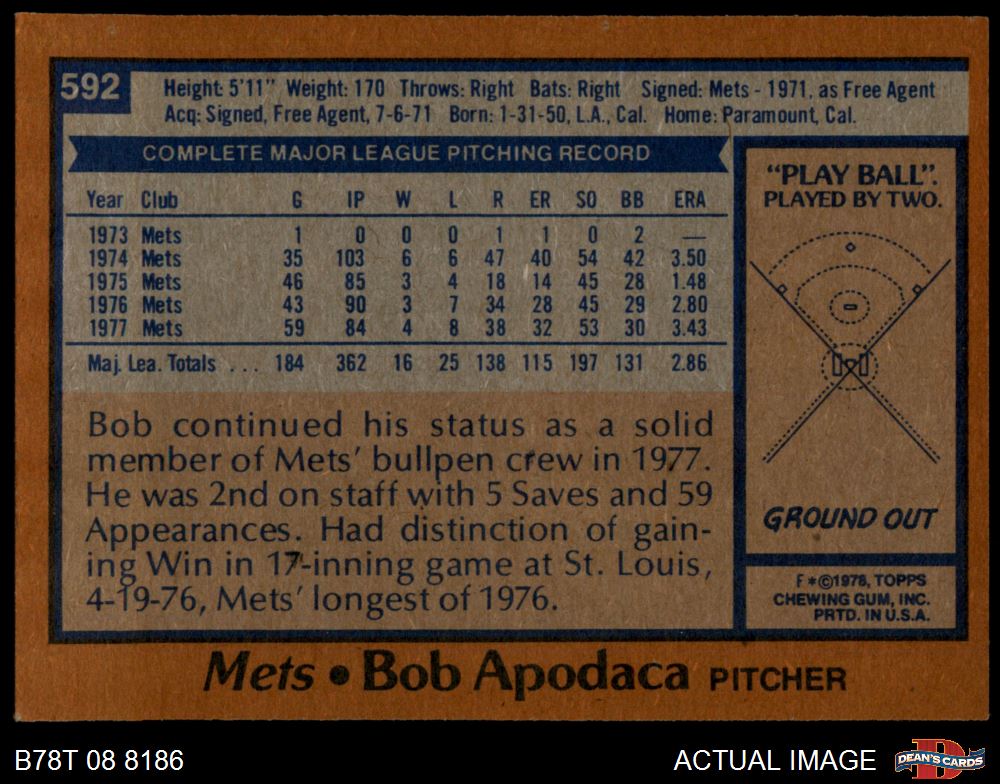 592
Height: 5'11" Weight: 170 Throws: Right Bats: Right Signed: Mets - 1971, as Free Agent
Acq: Signed, Free Agent, 7-6-71 Born: 1-31-50, L.A., Cal. Home: Paramount, Cal.
COMPLETE MAJOR LEAGUE PITCHING RECORD
Year Club G IP W L R ER SO BB ERA
1973 Mets 1 0 0 0 1 1 0 2 —
1974 Mets 35 103 6 6 47 40 54 42 3.50
1975 Mets 46 85 3 4 18 14 45 28 1.48
1976 Mets 43 90 3 7 34 28 45 29 2.80
1977 Mets 59 84 4 8 38 32 53 30 3.43
Maj. Lea. Totals ... 184 362 16 25 138 115 197 131 2.86
Bob continued his status as a solid
member of Mets' bullpen crew in 1977.
He was 2nd on staff with 5 Saves and 59
Appearances. Had distinction of gain-
ing Win in 17-inning game at St. Louis,
4-19-76, Mets' longest of 1976.
"PLAY BALL".
PLAYED BY TWO.
GROUND OUT
F*©1978, TOPPS
CHEWING GUM, INC.
PRTD. IN U.S.A.
Mets • Bob Apodaca PITCHER
B78T 08 8186
ACTUAL IMAGE
DEAN'S CARDS